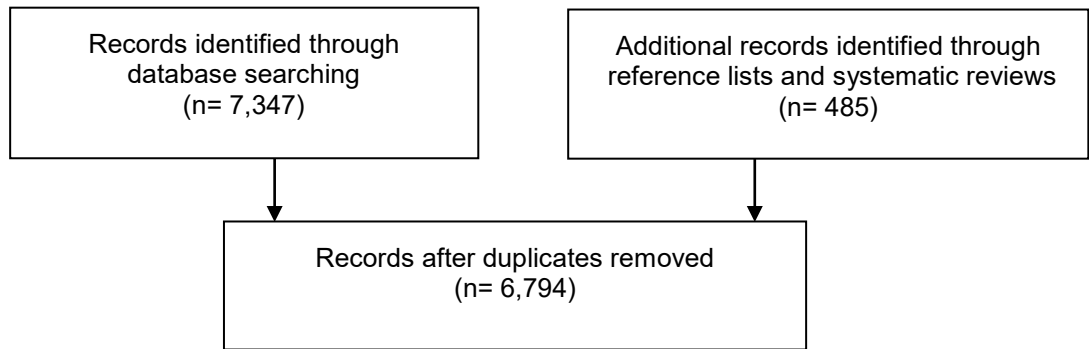 Records identified through
database searching
(n= 7,347)
Additional records identified through
reference lists and systematic reviews
(n= 485)
Records after duplicates removed
(n= 6,794)